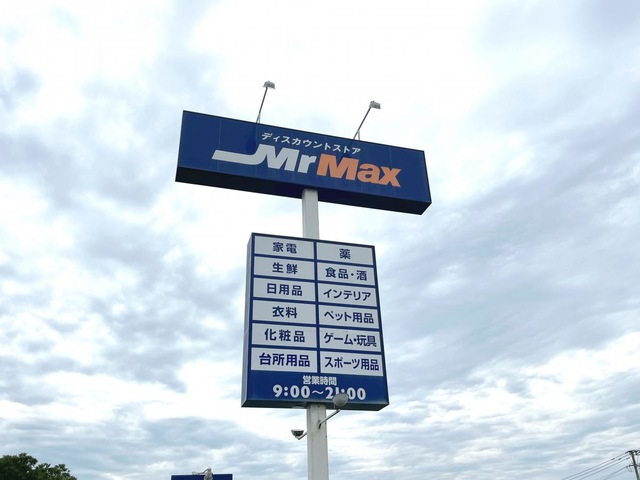 ディスカウントストア
MrMax
家電
薬
生鮮
食品・酒
日用品
インテリア
衣料
ペット用品
化粧品
ゲーム・玩具
台所用品
スポーツ用品
営業時間
9:00〜21:00